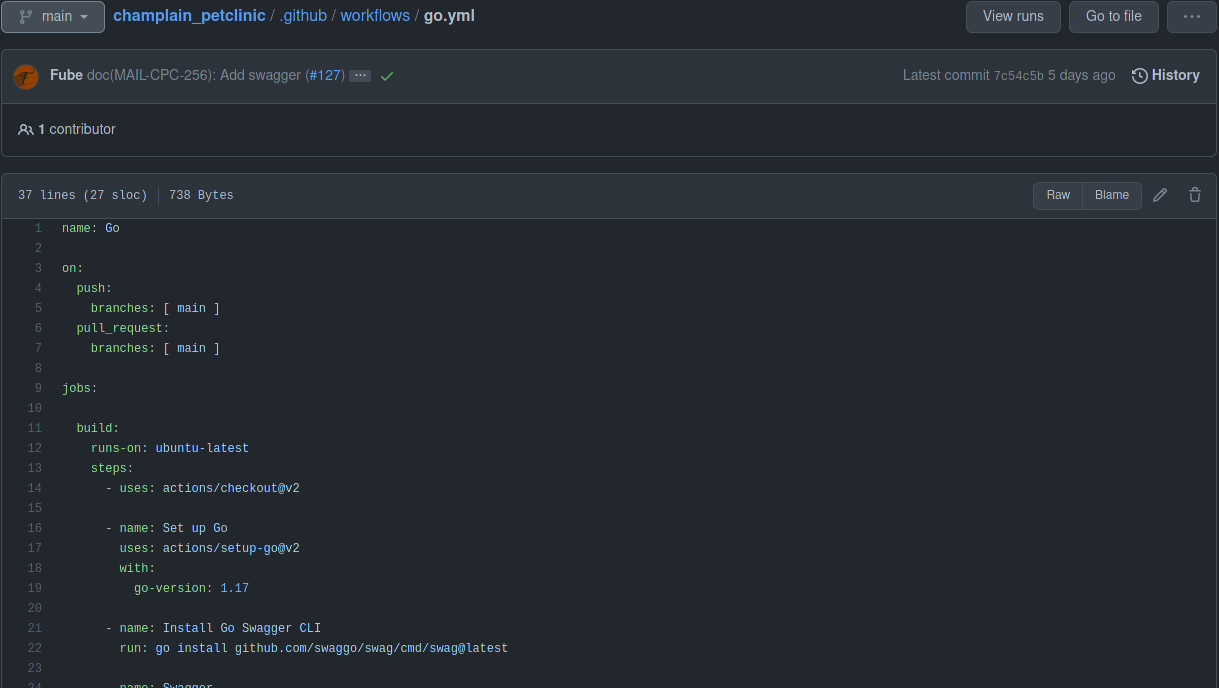 main champlain_petclinic / .github / workflows / go.yml View runs Go to file ...
Fube doc(MAIL-CPC-256): Add swagger (#127) ... Latest commit 7c54c5b 5 days ago History
1 contributor
37 lines (27 sloc) 738 Bytes Raw Blame
1 name: Go
2
3 on:
4 push:
5 branches: [ main ]
6 pull_request:
7 branches: [ main ]
8
9 jobs:
10
11 build:
12 runs-on: ubuntu-latest
13 steps:
14 - uses: actions/checkout@v2
15
16 - name: Set up Go
17 uses: actions/setup-go@v2
18 with:
19 go-version: 1.17
20
21 - name: Install Go Swagger CLI
22 run: go install github.com/swaggo/swag/cmd/swag@latest
23
24 name: Swagger